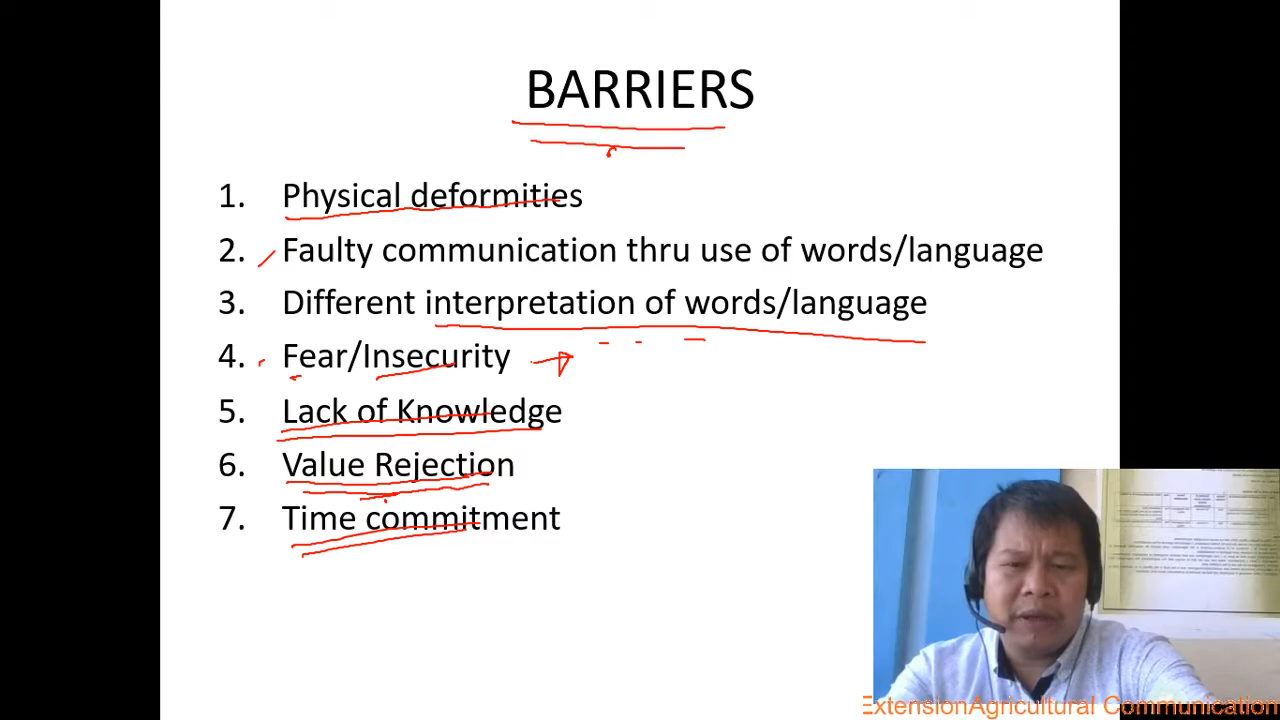 BARRIERS
1. Physical deformities
2. Faulty communication thru use of words/language
3. Different interpretation of words/language
4. Fear/Insecurity
5. Lack of Knowledge
6. Value Rejection
7. Time commitment
ExtensionAgricultural Communication